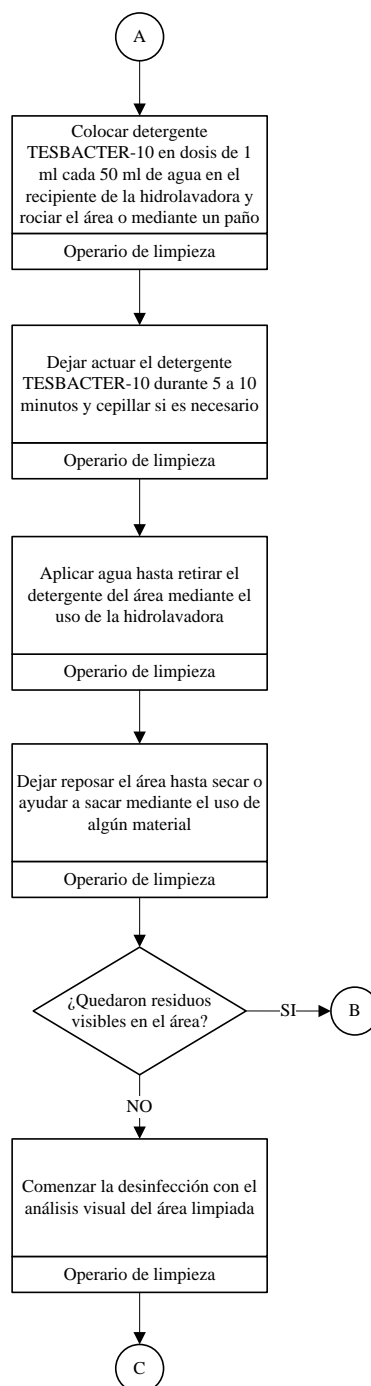 A
Colocar detergente
TESBACTER-10 en dosis de 1
ml cada 50 ml de agua en el
recipiente de la hidrolavadora y
rociar el área o mediante un paño
Operario de limpieza
Dejar actuar el detergente
TESBACTER-10 durante 5 a 10
minutos y cepillar si es necesario
Operario de limpieza
Aplicar agua hasta retirar el
detergente del área mediante el
uso de la hidrolavadora
Operario de limpieza
Dejar reposar el área hasta secar o
ayudar a sacar mediante el uso de
algún material
Operario de limpieza
¿Quedaron residuos
visibles en el área?
SI
B
NO
Comenzar la desinfección con el
análisis visual del área limpiada
Operario de limpieza
C